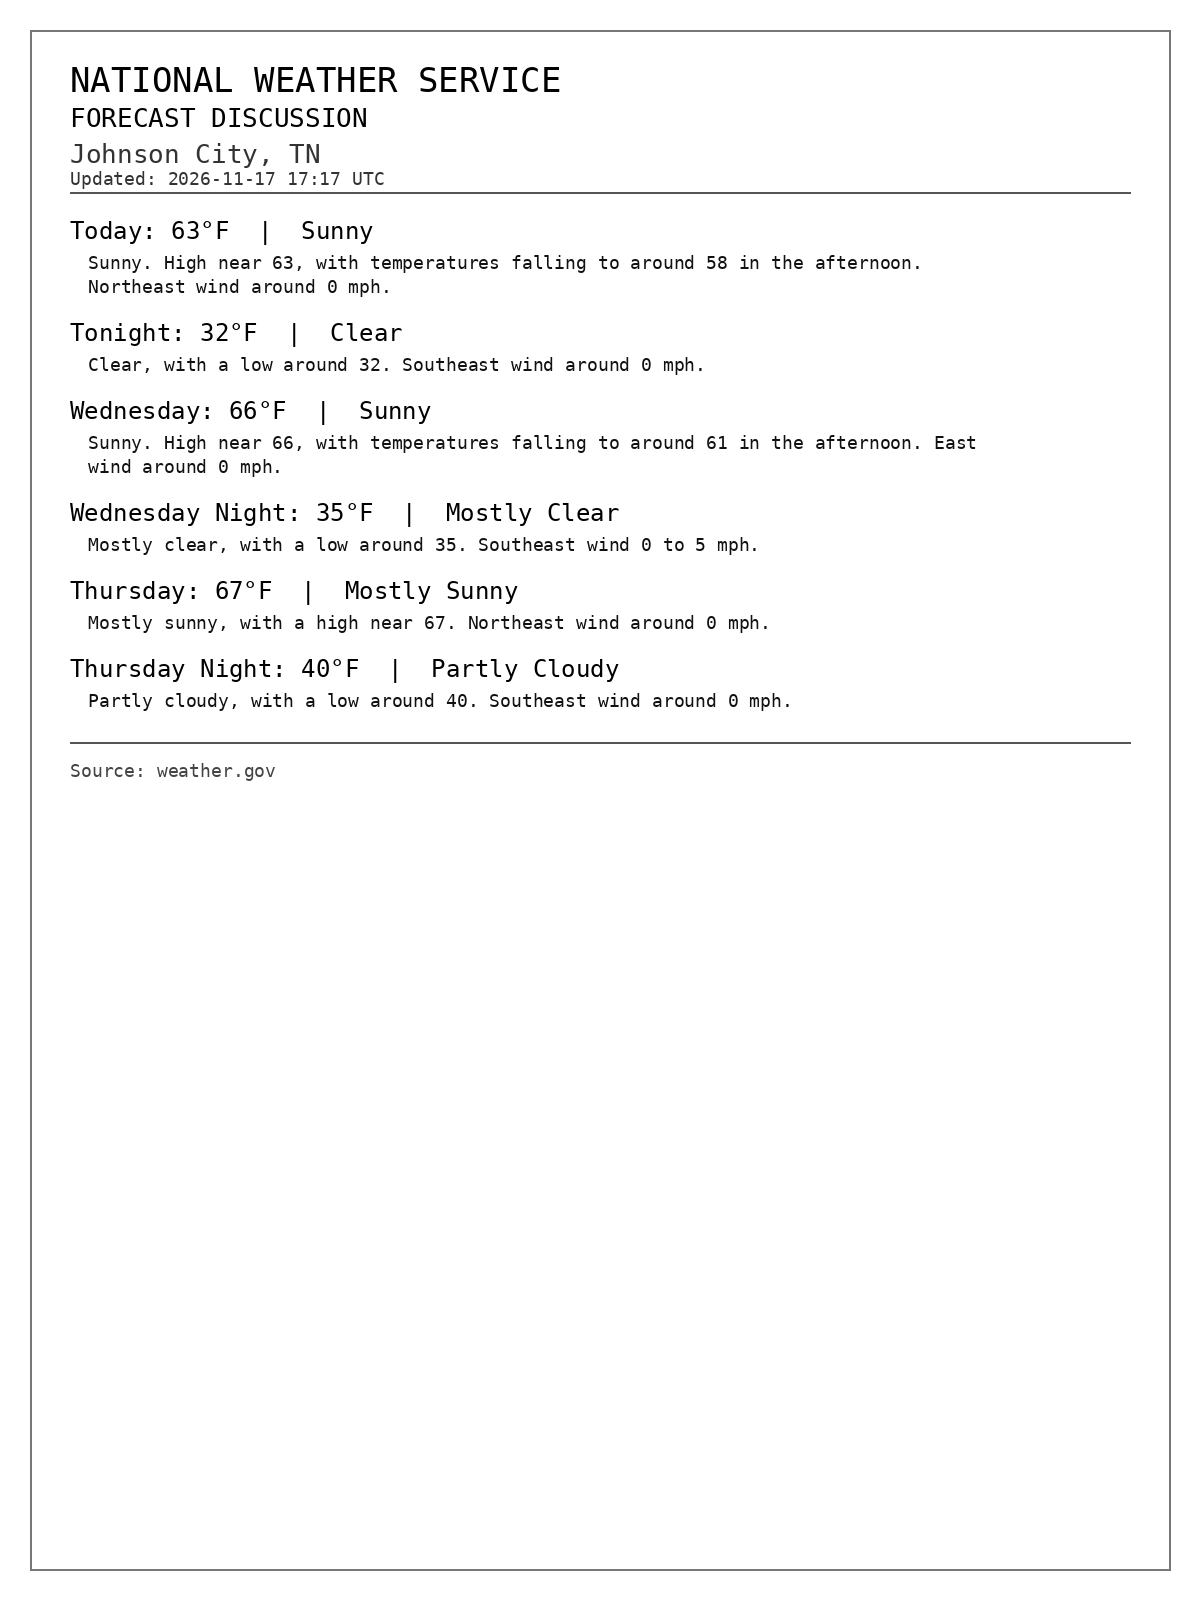 NATIONAL WEATHER SERVICE
FORECAST DISCUSSION
Johnson City, TN
Updated: 2026-11-17 17:17 UTC
Today: 63°F | Sunny
Sunny. High near 63, with temperatures falling to around 58 in the afternoon.
Northeast wind around 0 mph.
Tonight: 32°F | Clear
Clear, with a low around 32. Southeast wind around 0 mph.
Wednesday: 66°F | Sunny
Sunny. High near 66, with temperatures falling to around 61 in the afternoon. East
wind around 0 mph.
Wednesday Night: 35°F | Mostly Clear
Mostly clear, with a low around 35. Southeast wind 0 to 5 mph.
Thursday: 67°F | Mostly Sunny
Mostly sunny, with a high near 67. Northeast wind around 0 mph.
Thursday Night: 40°F | Partly Cloudy
Partly cloudy, with a low around 40. Southeast wind around 0 mph.
Source: weather.gov